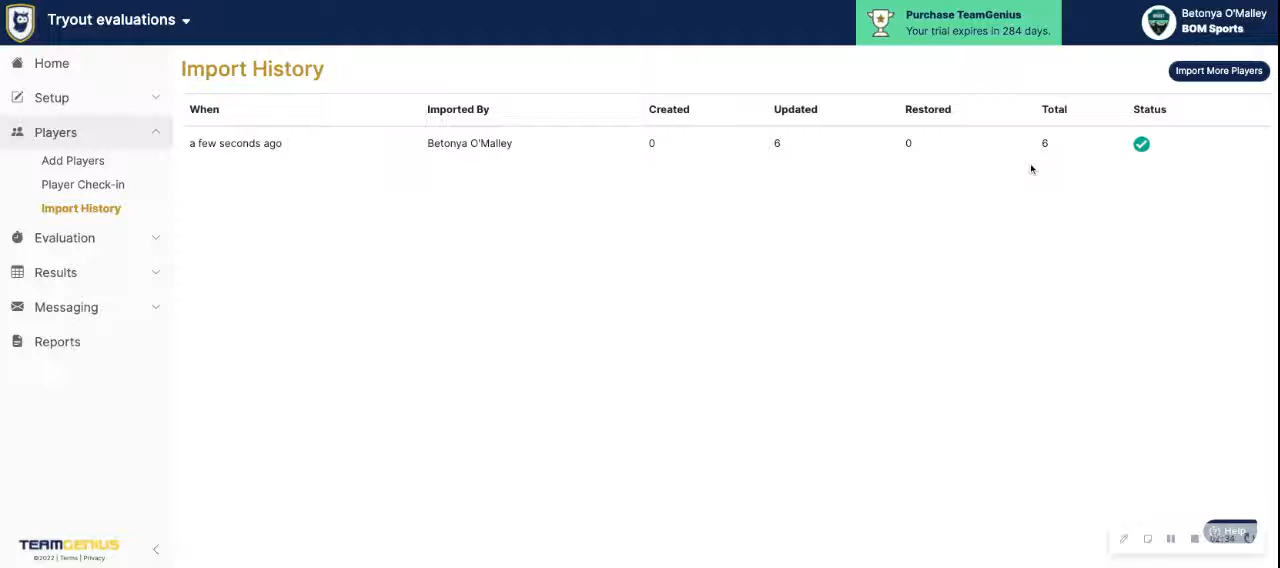 Tryout evaluations
Purchase TeamGenius
Your trial expires in 284 days.
Betonya O'Malley
BOM Sports
Home
Setup
Players
Add Players
Player Check-in
Import History
Evaluation
Results
Messaging
Reports
TEAMGENIUS
©2022 | Terms | Privacy
Import History
Import More Players
When Imported By Created Updated Restored Total Status
a few seconds ago Betonya O'Malley 0 6 0 6
Help